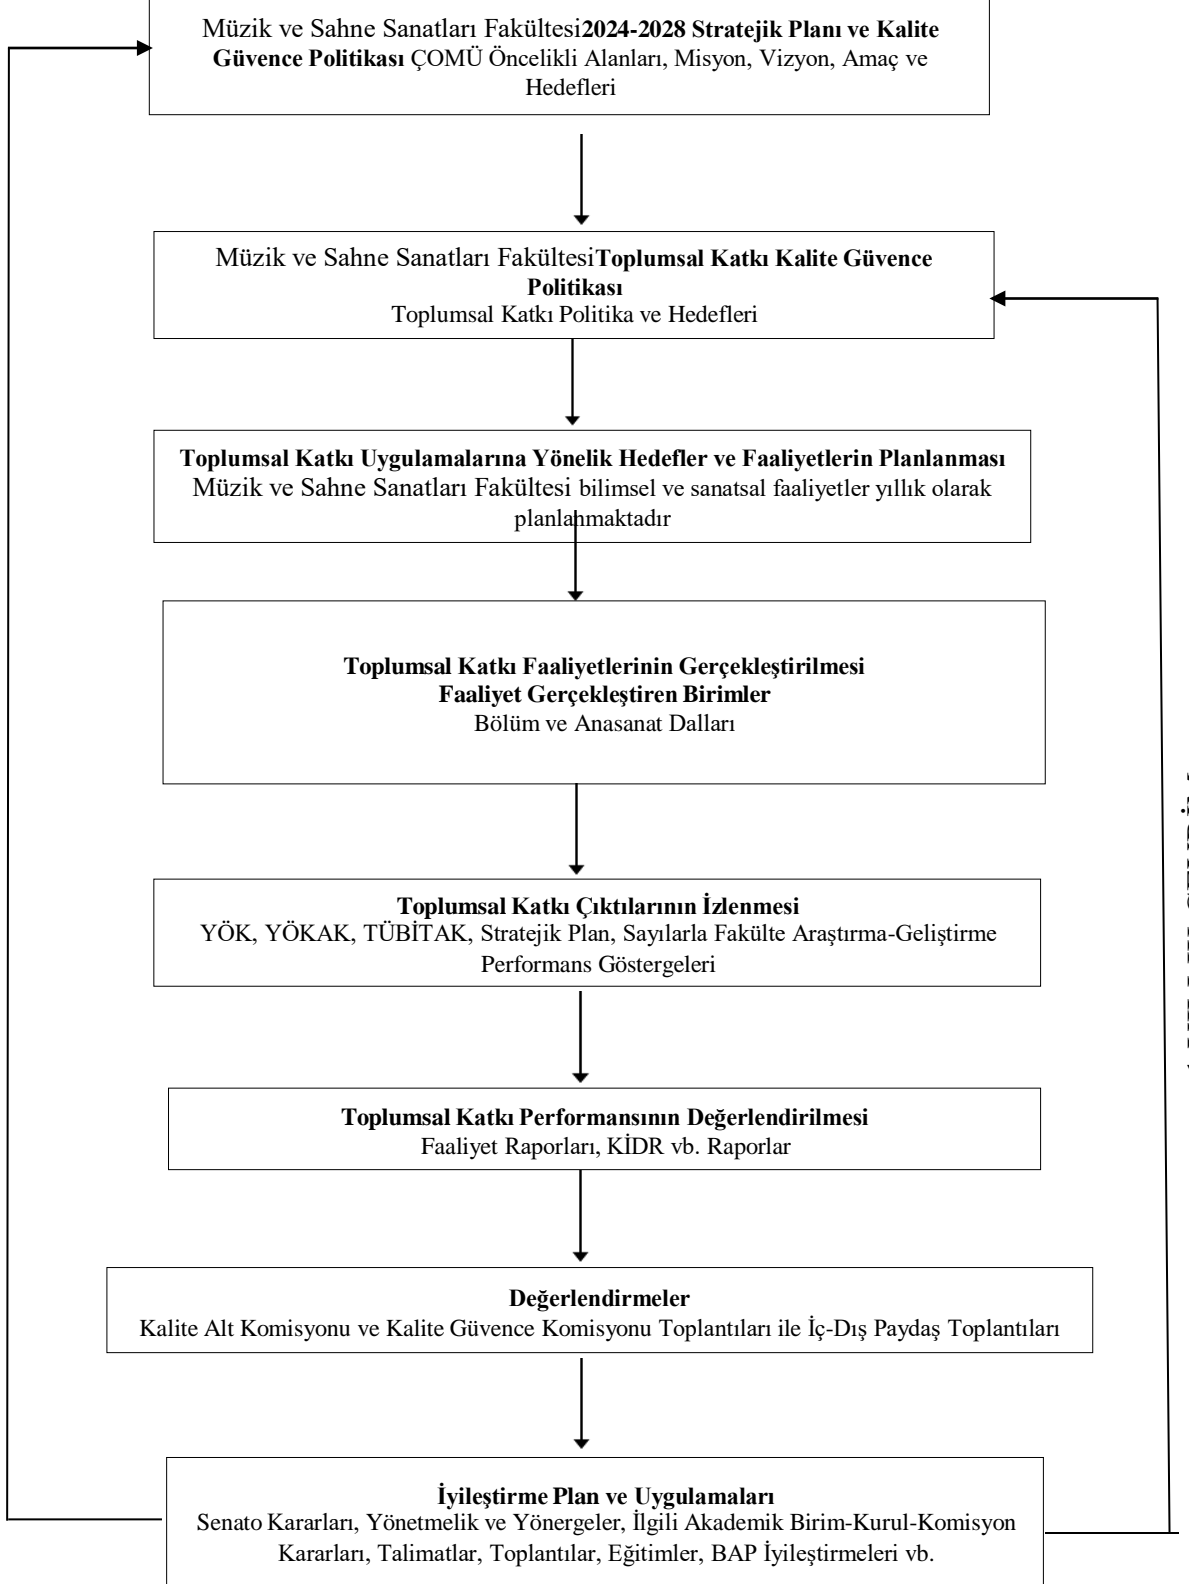 Müzik ve Sahne Sanatları Fakültesi2024-2028 Stratejik Planı ve Kalite
Güvence Politikası ÇOMÜ Öncelikli Alanları, Misyon, Vizyon, Amaç ve
Hedefleri
Müzik ve Sahne Sanatları FakültesiToplumsal Katkı Kalite Güvence
Politikası
Toplumsal Katkı Politika ve Hedefleri
Toplumsal Katkı Uygulamalarına Yönelik Hedefler ve Faaliyetlerin Planlanması
Müzik ve Sahne Sanatları Fakültesi bilimsel ve sanatsal faaliyetler yıllık olarak
planlanmaktadır
Toplumsal Katkı Faaliyetlerinin Gerçekleştirilmesi
Faaliyet Gerçekleştiren Birimler
Bölüm ve Anasanat Dalları
Toplumsal Katkı Çıktılarının İzlenmesi
YÖK, YÖKAK, TÜBİTAK, Stratejik Plan, Sayılarla Fakülte Araştırma-Geliştirme
Performans Göstergeleri
Toplumsal Katkı Performansının Değerlendirilmesi
Faaliyet Raporları, KİDR vb. Raporlar
Değerlendirmeler
Kalite Alt Komisyonu ve Kalite Güvence Komisyonu Toplantıları ile İç-Dış Paydaş Toplantıları
İyileştirme Plan ve Uygulamaları
Senato Kararları, Yönetmelik ve Yönergeler, İlgili Akademik Birim-Kurul-Komisyon
Kararları, Talimatlar, Toplantılar, Eğitimler, BAP İyileştirmeleri vb.